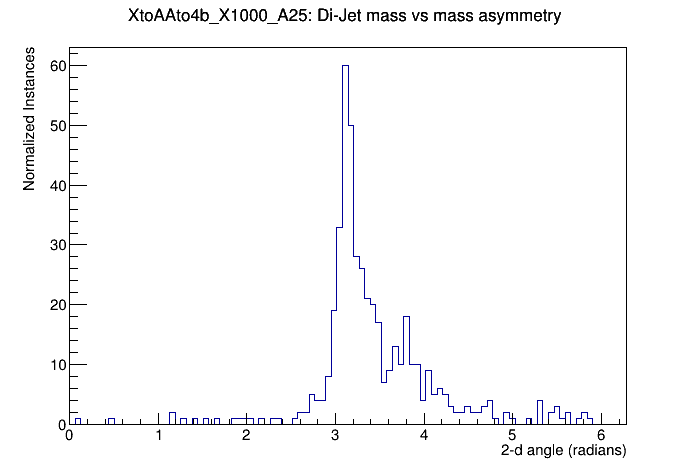 XtoAAto4b_X1000_A25: Di-Jet mass vs mass asymmetry
Normalized Instances
60
50
40
30
20
10
0
0 1 2 3 4 5 6
2-d angle (radians)